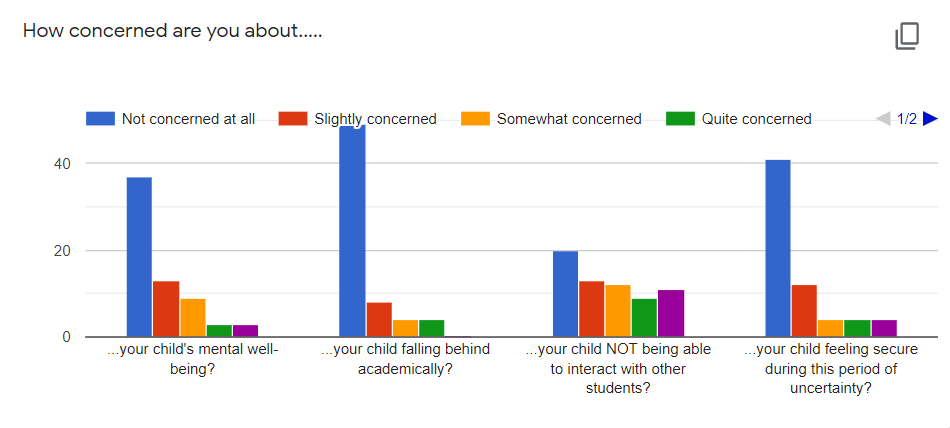 How concerned are you about.....
Not concerned at all
Slightly concerned
Somewhat concerned
Quite concerned
1/2
40
20
0
...your child's mental well-
being?
...your child falling behind
academically?
...your child NOT being able
to interact with other
students?
...your child feeling secure
during this period of
uncertainty?